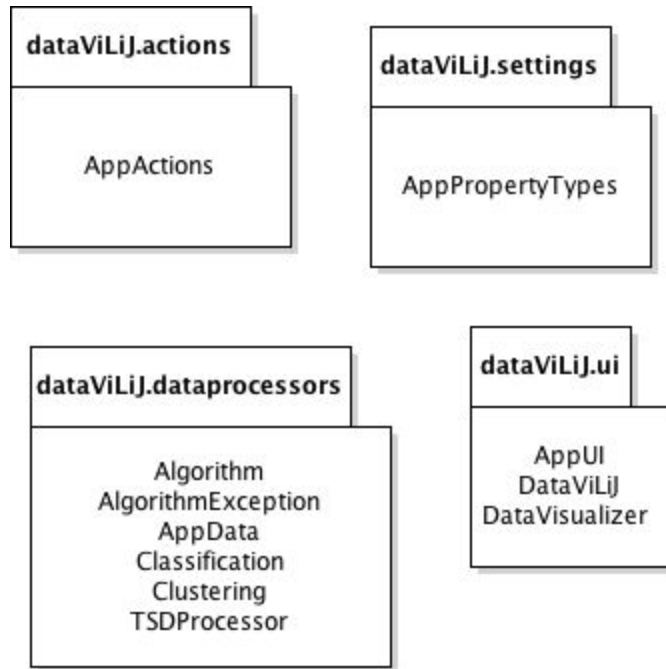 dataViLiJ.actions
AppActions
dataViLiJ.settings
AppPropertyTypes
dataViLiJ.dataprocessors
Algorithm
AlgorithmException
AppData
Classification
Clustering
TSDProcessor
dataViLiJ.ui
AppUI
DataViLiJ
DataVisualizer